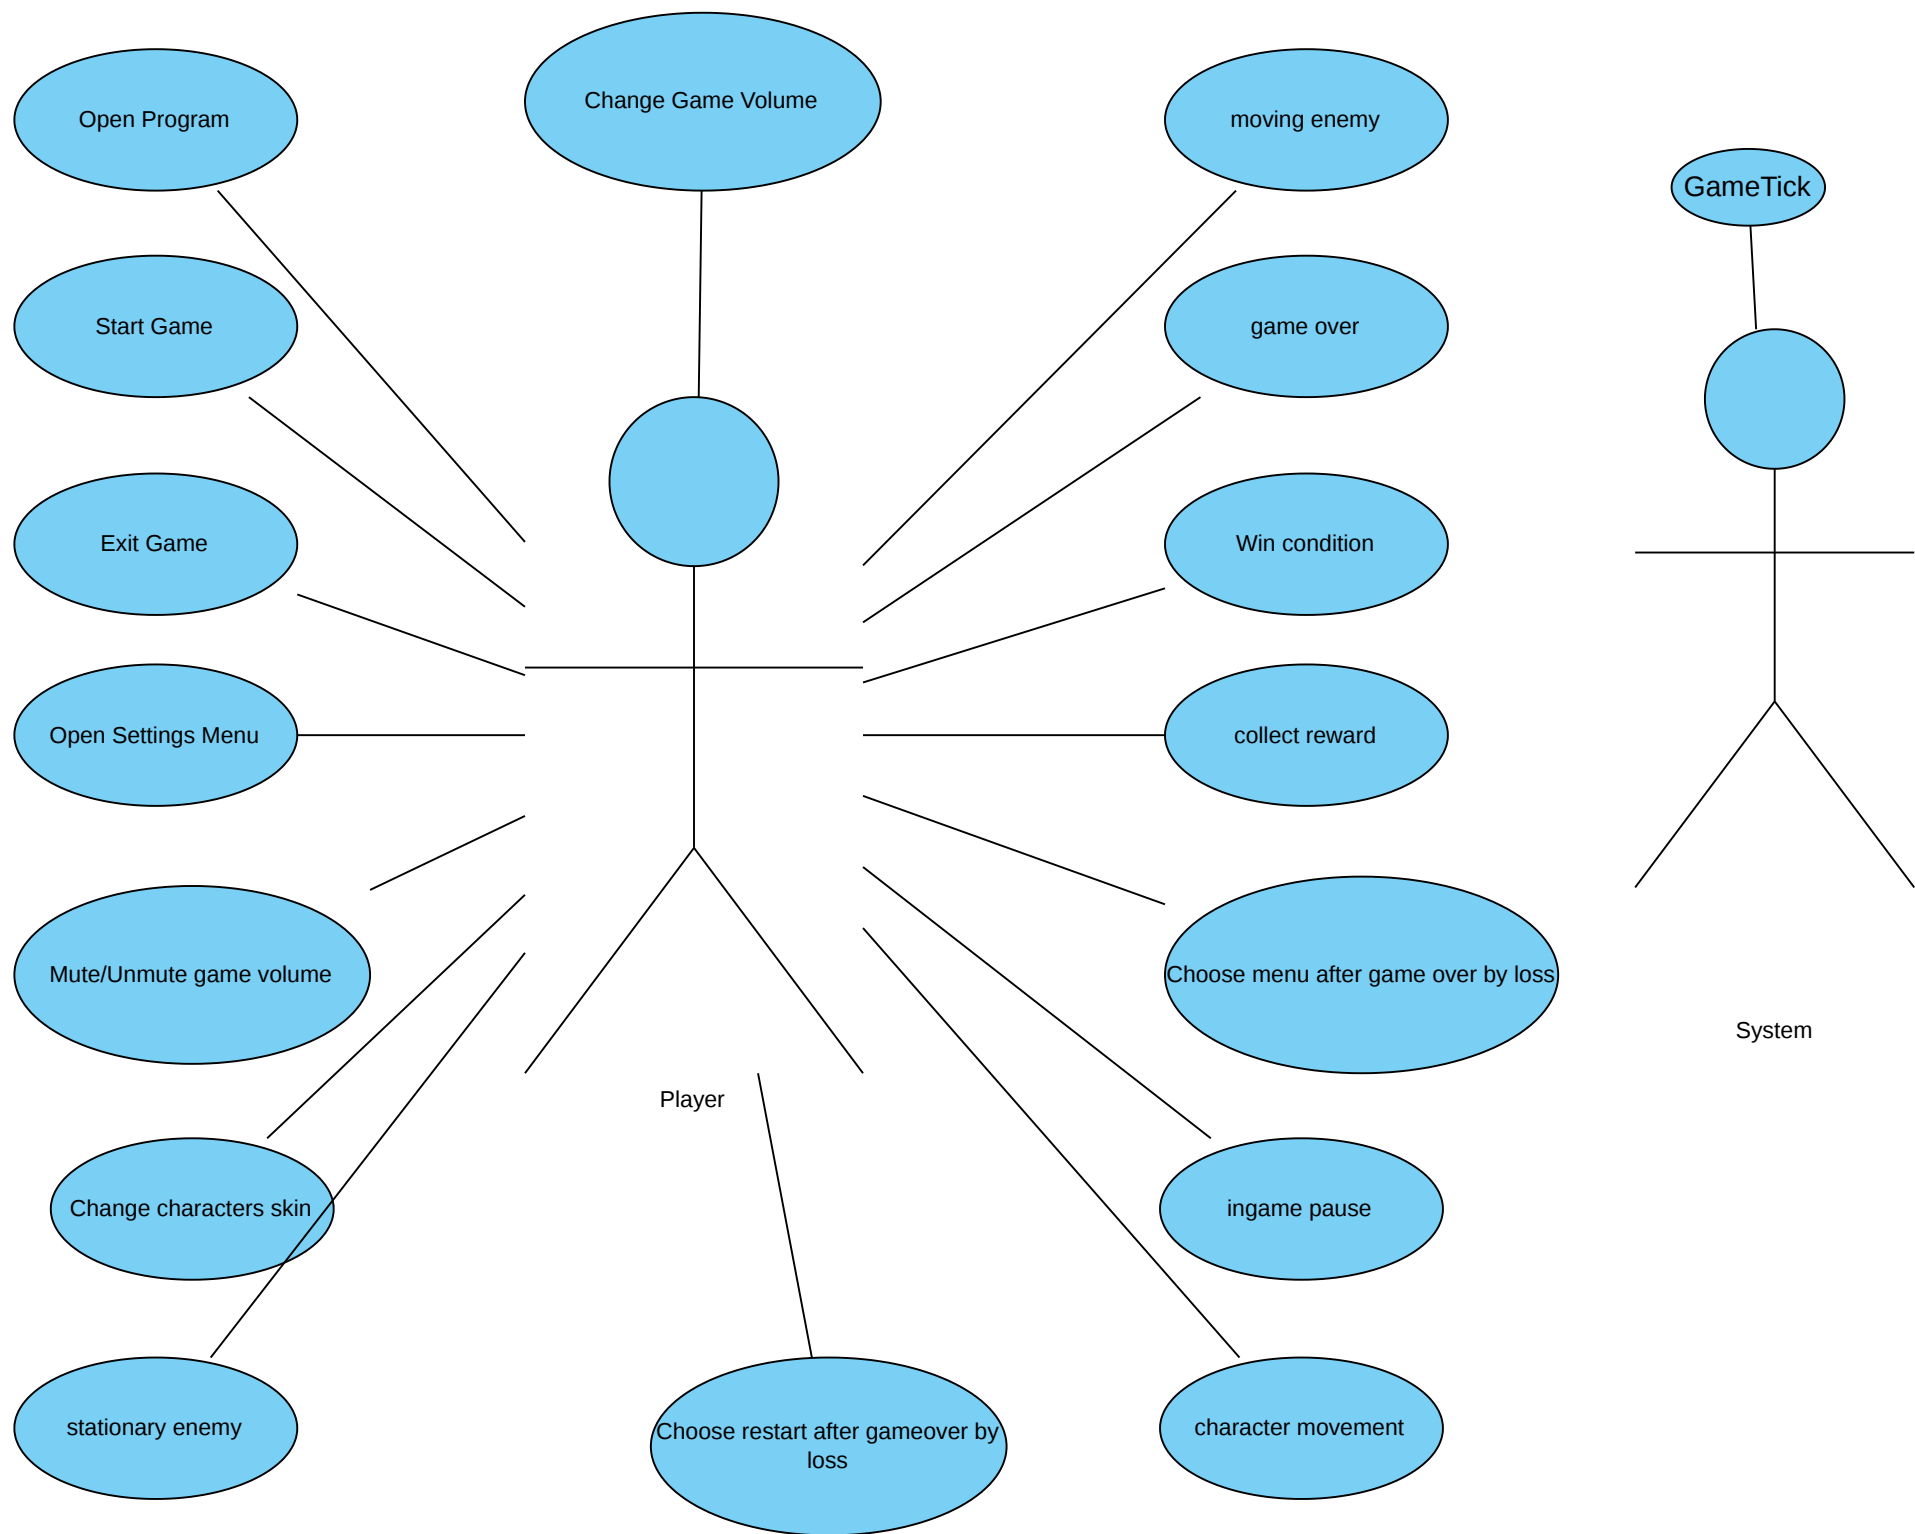 Change Game Volume
Open Program
moving enemy
GameTick
Start Game
game over
Exit Game
Win condition
Open Settings Menu
collect reward
Mute/Unmute game volume
Choose menu after game over by loss
System
Player
Change characters skin
ingame pause
stationary enemy
Choose restart after gameover by
loss
character movement